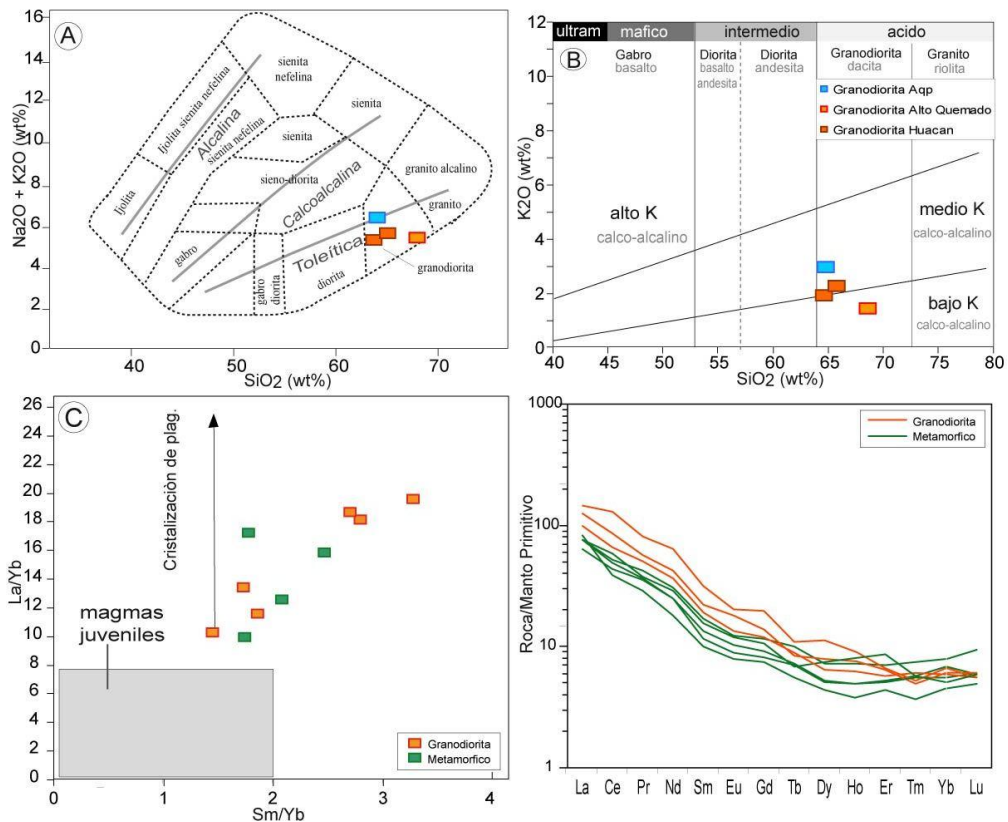 A
Na2O + K2O (wt%)
16
14
12
10
8
6
4
2
0
sienita
nefelina
Ijolita sienita nefelina
Alcalina
sienita nefelina
sienita
sienita
Ijolita
sieno-diorita
Calcoalcalina
granito alcalino
granito
gabro
Toleítica
granodiorita
gabro
diorita
diorita
40
50
60
70
SiO2 (wt%)
B
K2O (wt%)
12
10
8
6
4
2
0
ultram
mafico
intermedio
acido
Gabro
basalto
Diorita
basalto
andesita
Diorita
andesita
Granodiorita
dacita
Granito
riolita
Granodiorita Aqp
Granodiorita Alto Quemado
Granodiorita Huacan
alto K
calco-alcalino
medio K
calco-alcalino
bajo K
calco-alcalino
40 45 50 55 60 65 70 75 80
SiO2 (wt%)
C
La/Yb
26
24
22
20
18
16
14
12
10
8
6
4
2
0
Cristalizaciòn de plag.
magmas
juveniles
Granodiorita
Metamorfico
0 1 2 3 4
Sm/Yb
Roca/Manto Primitivo
1000
100
10
1
Granodiorita
Metamorfico
La Ce Pr Nd Sm Eu Gd Tb Dy Ho Er Tm Yb Lu